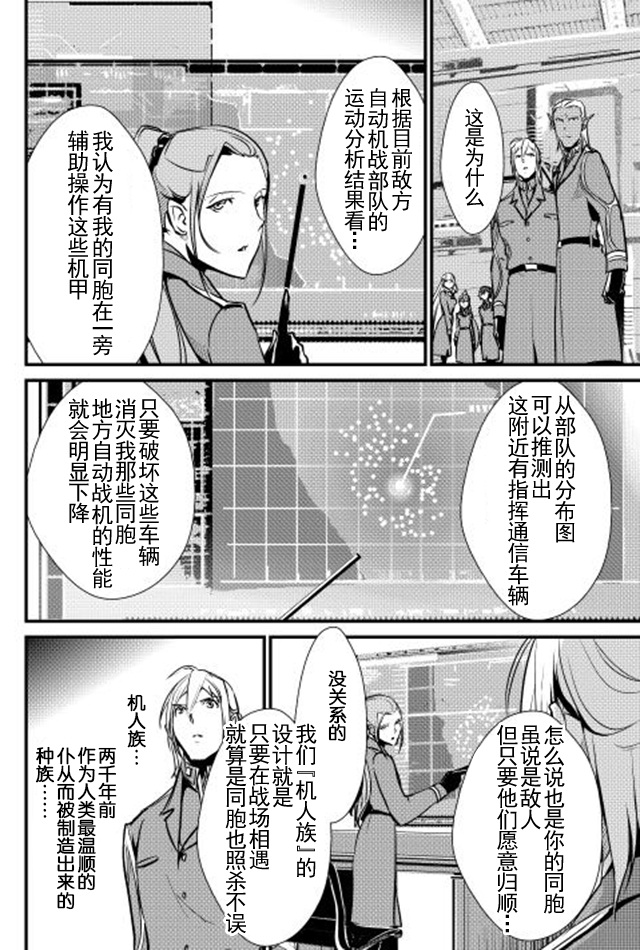 这是为什么
根据目前敌方
自动机战部队的
运动分析结果看…
我认为有我的同胞在一旁
辅助操作这些机甲
从部队的分布图
可以推测出
这附近有指挥通信车辆
只要破坏这些车辆
消灭我那些同胞
地方自动战机的性能
就会明显下降
怎么说也是你的同胞
虽说是敌人
但只要他们愿意归顺…
没关系的
我们『机人族』的
设计就是
只要在战场相遇
就算是同胞也照杀不误
机人族…
两千年前
作为人类最温顺的
仆从而被制造出来的
种族……